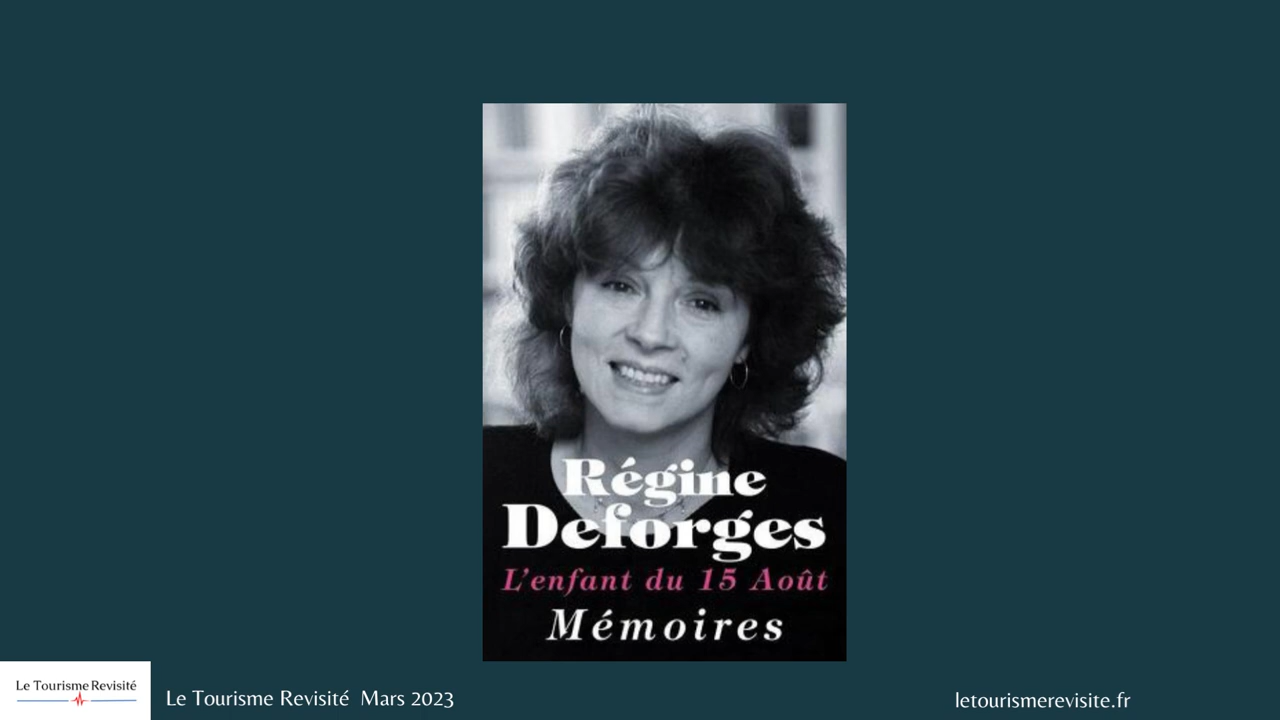 Régine
Deforges
L'enfant du 15 Août
Mémoires
Le Tourisme Revisité
Le Tourisme Revisité Mars 2023
letourismerevisite.fr